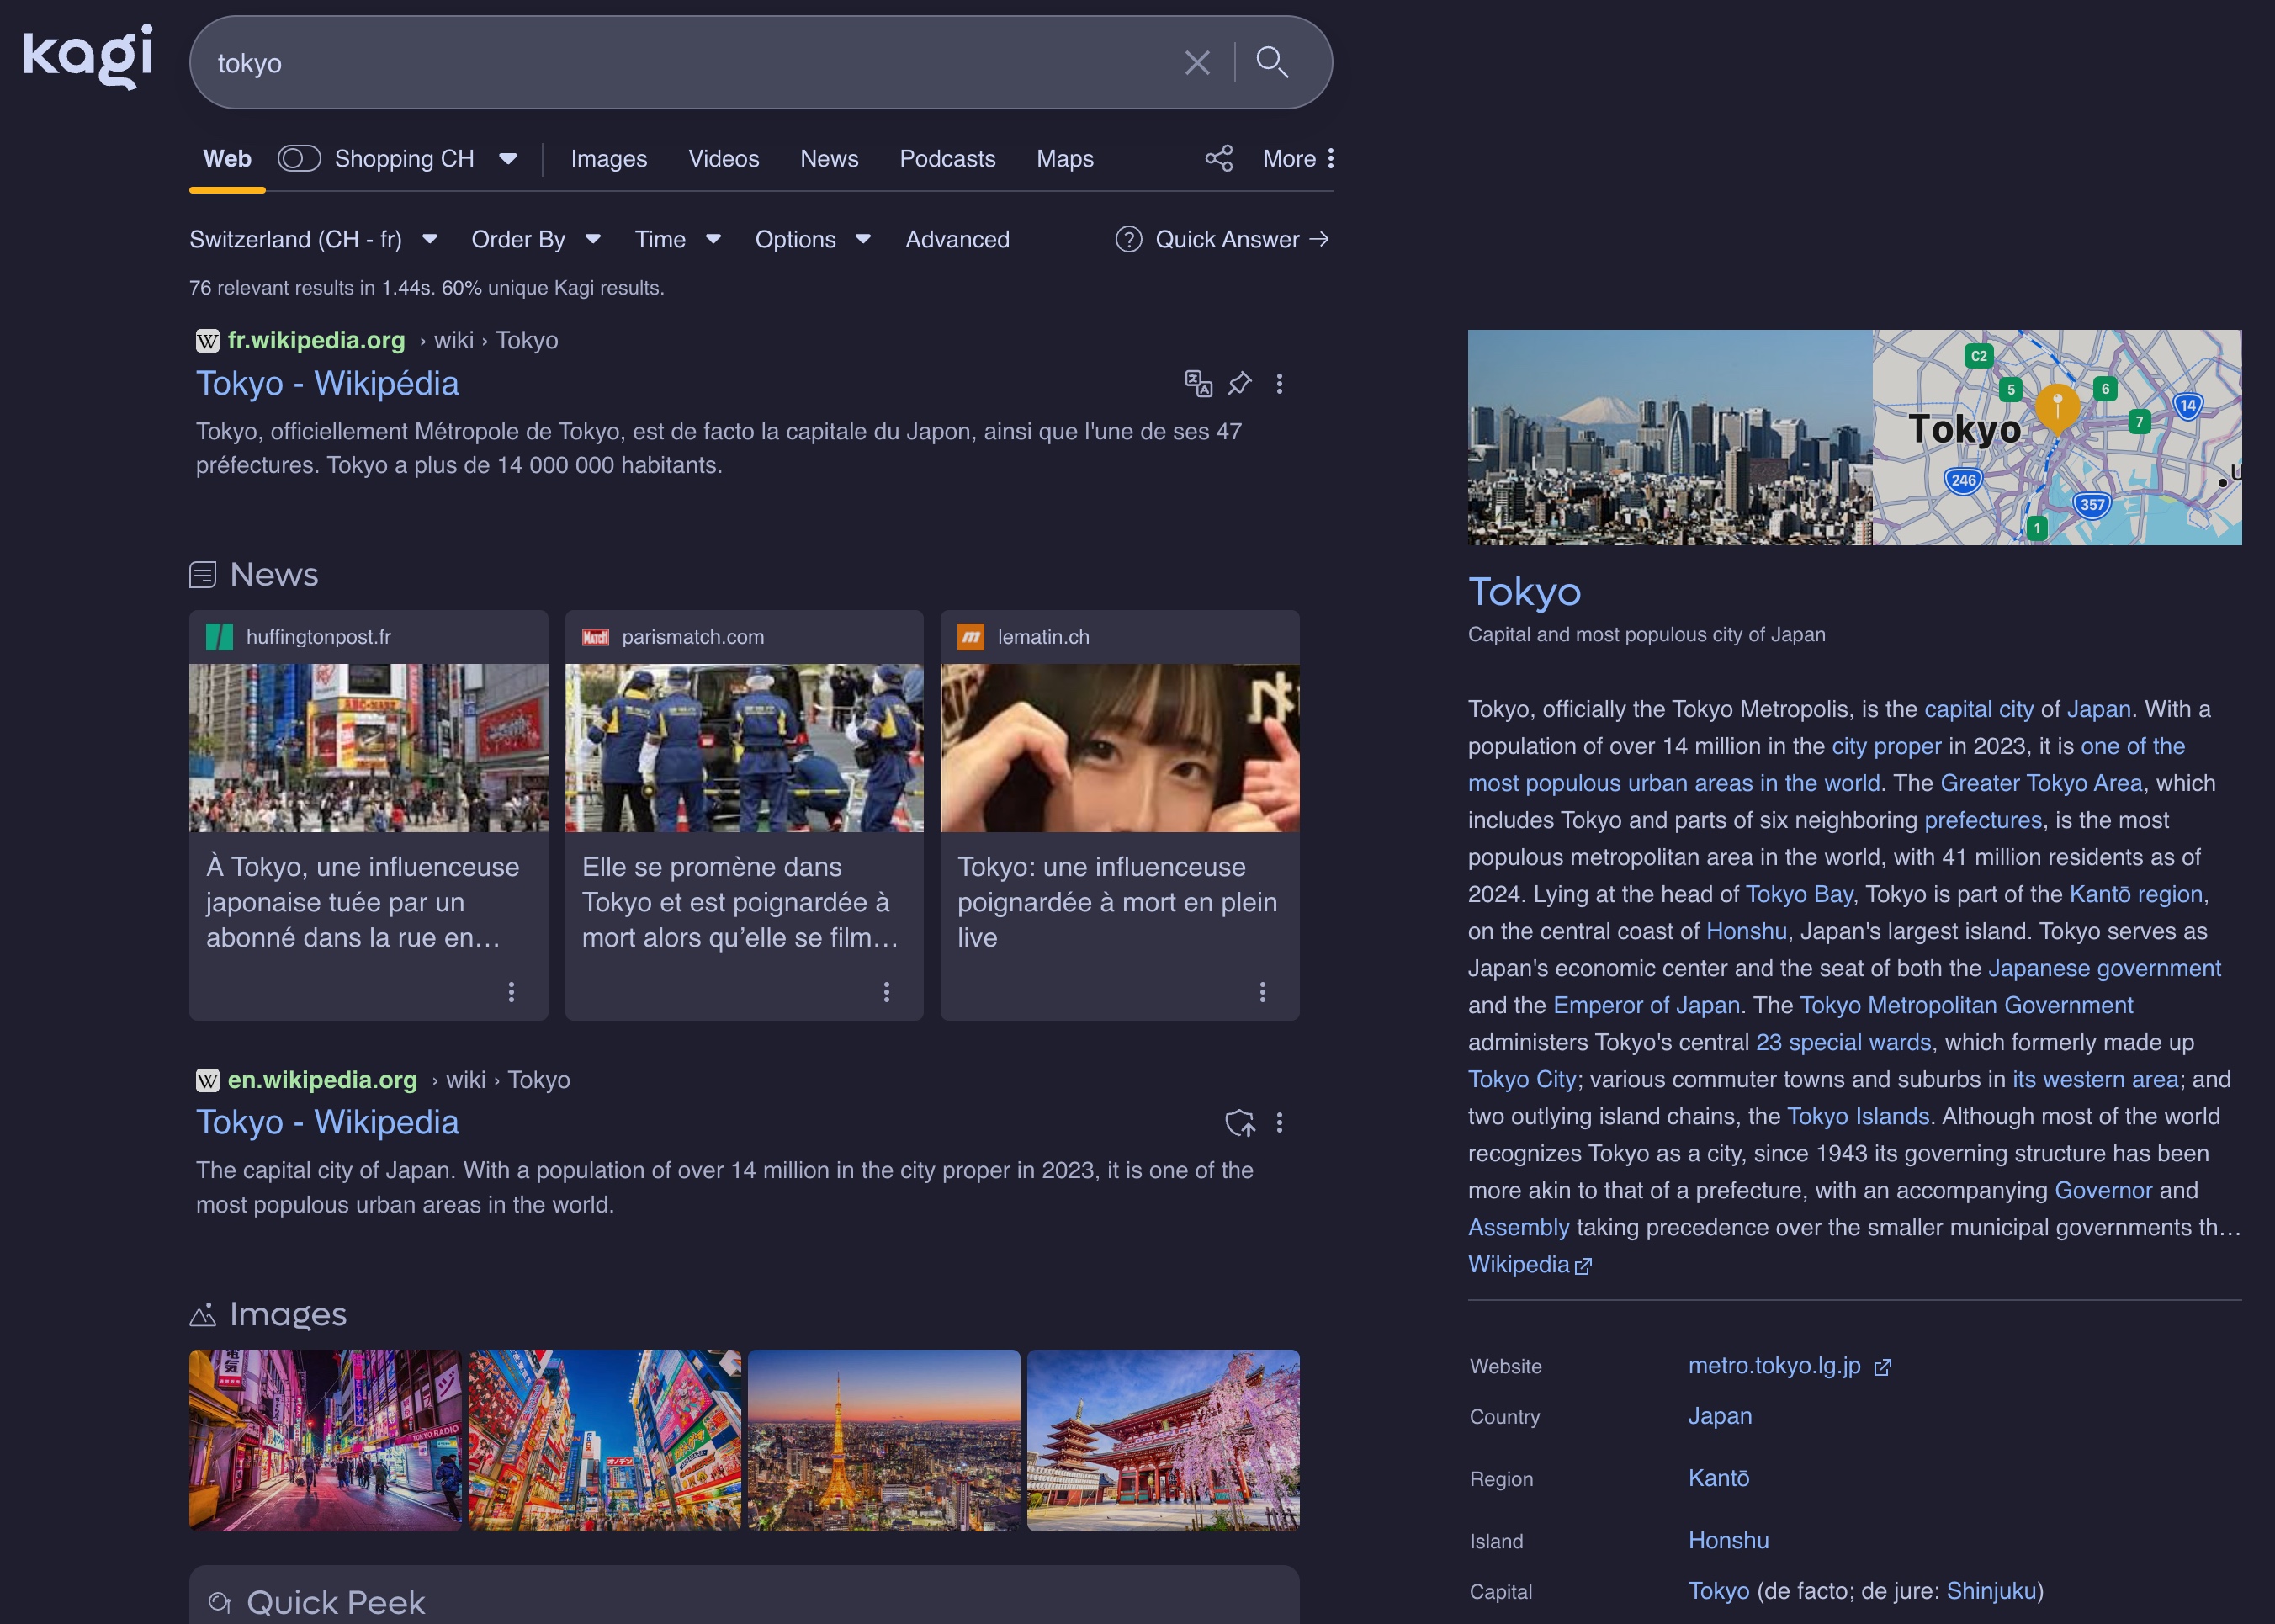 kagi
tokyo
Web
Shopping CH
Images
Videos
News
Podcasts
Maps
More
Switzerland (CH - fr)
Order By
Time
Options
Advanced
Quick Answer
76 relevant results in 1.44s. 60% unique Kagi results.
W fr.wikipedia.org › wiki › Tokyo
Tokyo - Wikipédia
Tokyo, officiellement Métropole de Tokyo, est de facto la capitale du Japon, ainsi que l'une de ses 47
préfectures. Tokyo a plus de 14 000 000 habitants.
News
huffingtonpost.fr
ABC-MART
À Tokyo, une influenceuse
japonaise tuée par un
abonné dans la rue en…
MATCH parismatch.com
Elle se promène dans
Tokyo et est poignardée à
mort alors qu’elle se film…
m lematin.ch
Tokyo: une influenceuse
poignardée à mort en plein
live
W en.wikipedia.org › wiki › Tokyo
Tokyo - Wikipedia
The capital city of Japan. With a population of over 14 million in the city proper in 2023, it is one of the
most populous urban areas in the world.
Images
電気
TOKYO RADIO
オノデン
Quick Peek
C2
5
6
14
7
Tokyo
246
357
1
U
Tokyo
Capital and most populous city of Japan
Tokyo, officially the Tokyo Metropolis, is the capital city of Japan. With a
population of over 14 million in the city proper in 2023, it is one of the
most populous urban areas in the world. The Greater Tokyo Area, which
includes Tokyo and parts of six neighboring prefectures, is the most
populous metropolitan area in the world, with 41 million residents as of
2024. Lying at the head of Tokyo Bay, Tokyo is part of the Kantō region,
on the central coast of Honshu, Japan's largest island. Tokyo serves as
Japan's economic center and the seat of both the Japanese government
and the Emperor of Japan. The Tokyo Metropolitan Government
administers Tokyo's central 23 special wards, which formerly made up
Tokyo City; various commuter towns and suburbs in its western area; and
two outlying island chains, the Tokyo Islands. Although most of the world
recognizes Tokyo as a city, since 1943 its governing structure has been
more akin to that of a prefecture, with an accompanying Governor and
Assembly taking precedence over the smaller municipal governments th…
Wikipedia
Website metro.tokyo.lg.jp
Country Japan
Region Kantō
Island Honshu
Capital Tokyo (de facto; de jure: Shinjuku)